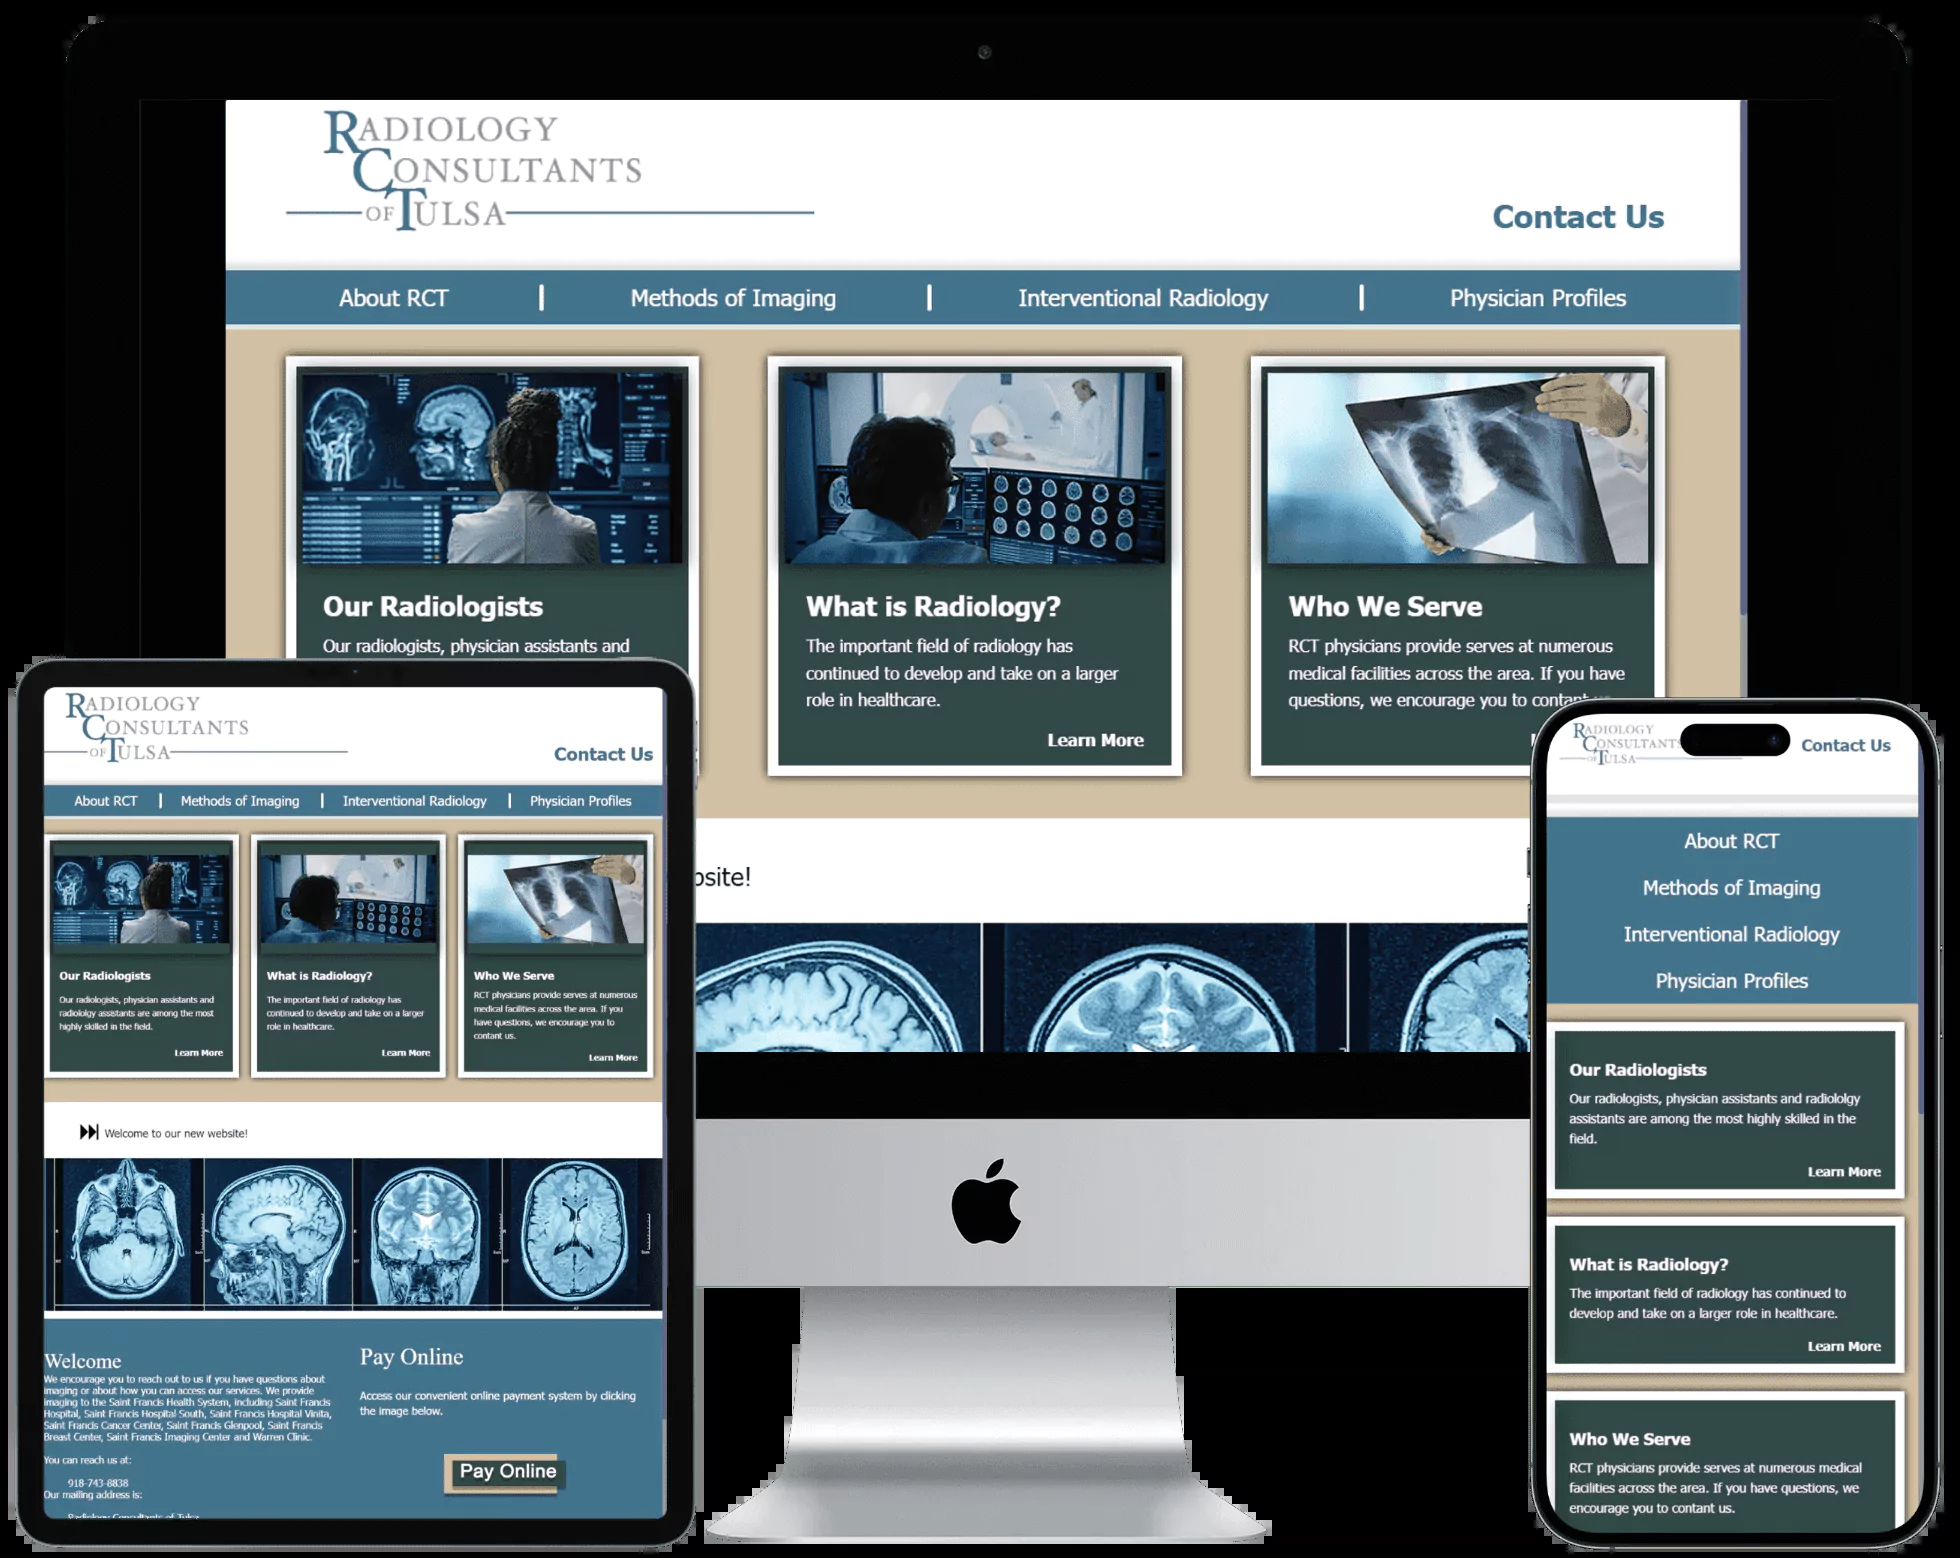 RADIOLOGY
CONSULTANTS
OF TULSA
Contact Us
About RCT
Methods of Imaging
Interventional Radiology
Physician Profiles
Our Radiologists
Our radiologists, physician assistants and
What is Radiology?
The important field of radiology has
continued to develop and take on a larger
role in healthcare.
Learn More
Who We Serve
RCT physicians provide serves at numerous
medical facilities across the area. If you have
questions, we encourage you to contant
bsite!
RADIOLOGY
CONSULTANTS
OF TULSA
Contact Us
About RCT
Methods of Imaging
Interventional Radiology
Physician Profiles
Our Radiologists
Our radiologists, physician assistants and
radiololgy assistants are among the most
highly skilled in the field.
Learn More
What is Radiology?
The important field of radiology has
continued to develop and take on a larger
role in healthcare.
Learn More
Who We Serve
RCT physicians provide serves at numerous
medical facilities across the area. If you
have questions, we encourage you to
contant us.
Learn More
Welcome to our new website!
Welcome
We encourage you to reach out to us if you have questions about
imaging or about how you can access our services. We provide
imaging to the Saint Francis Health System, including Saint Francis
Hospital, Saint Francis Hospital South, Saint Francis Hospital Vinita,
Saint Francis Cancer Center, Saint Francis Glenpool, Saint Francis
Breast Center, Saint Francis Imaging Center and Warren Clinic.
You can reach us at:
918-743-8838
Our mailing address is:
Radiology Consultants of Tulsa
Pay Online
Access our convenient online payment system by clicking
the image below.
Pay Online
RADIOLOGY
CONSULTANTS
OF TULSA
Contact Us
About RCT
Methods of Imaging
Interventional Radiology
Physician Profiles
Our Radiologists
Our radiologists, physician assistants and radiololgy
assistants are among the most highly skilled in the
field.
Learn More
What is Radiology?
The important field of radiology has continued to
develop and take on a larger role in healthcare.
Learn More
Who We Serve
RCT physicians provide serves at numerous medical
facilities across the area. If you have questions, we
encourage you to contant us.